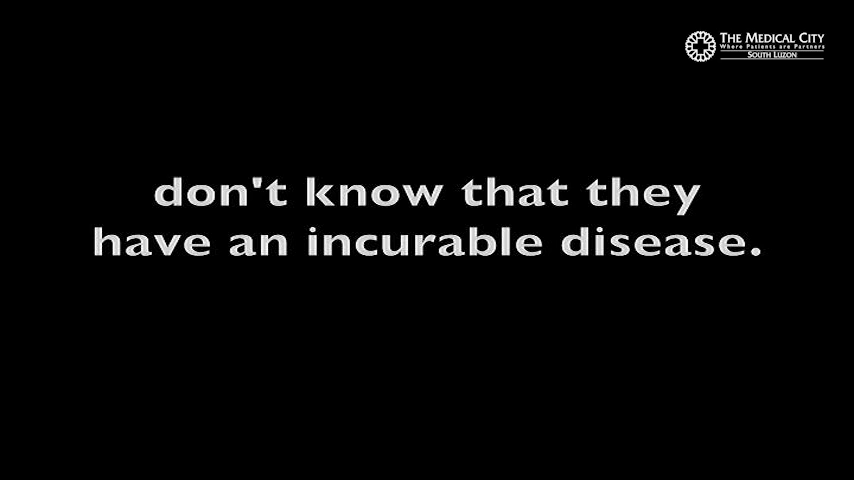 THE MEDICAL CITY
Where Patients are Partners
SOUTH LUZON
don't know that they
have an incurable disease.